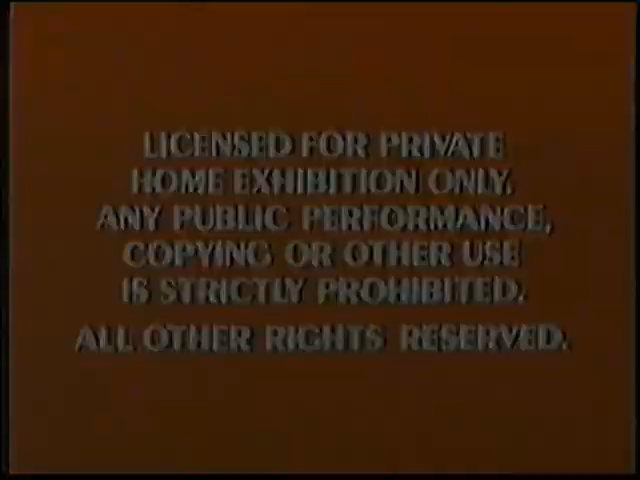 LICENSED FOR PRIVATE
HOME EXHIBITION ONLY.
ANY PUBLIC PERFORMANCE,
COPYING OR OTHER USE
IS STRICTLY PROHIBITED.
ALL OTHER RIGHTS RESERVED.